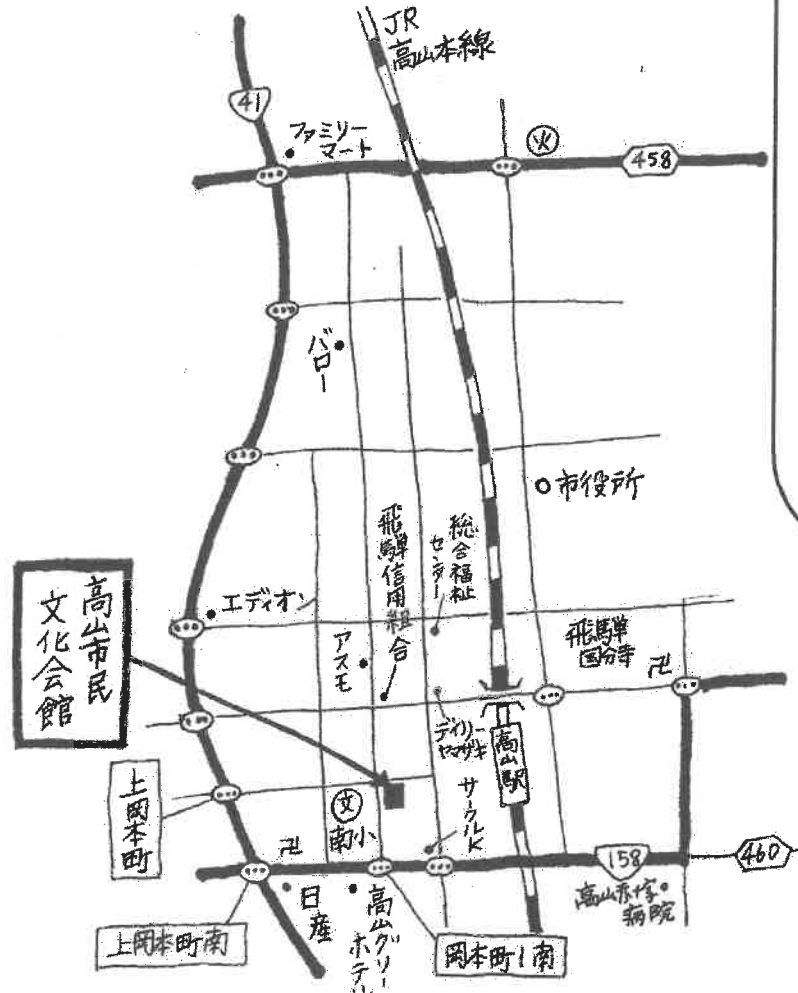 JR
高山本線
41
ファミリー
マート
火
458
バロー
市役所
飛騨信用組合
総合福祉
センター
エディオン
アスモ
飛騨
国分寺
卍
高山市民
文化会館
デイリー
ヤマザキ
高山駅
上岡本町
文
南小
サークルK
卍
158
460
高山赤十字
病院
日産
高山グリー
ホテル
上岡本町南
岡本町1南